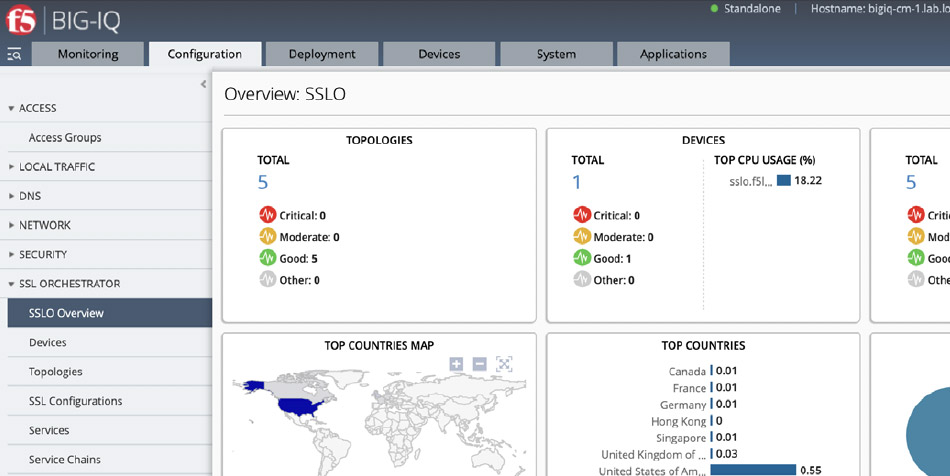 f5 BIG-IQ
Standalone | Hostname: bigiq-cm-1.lab.lo
Monitoring Configuration Deployment Devices System Applications
ACCESS
Access Groups
LOCAL TRAFFIC
DNS
NETWORK
SECURITY
SSL ORCHESTRATOR
SSLO Overview
Devices
Topologies
SSL Configurations
Services
Service Chains
Overview: SSLO
TOPOLOGIES
TOTAL
5
Critical: 0
Moderate: 0
Good: 5
Other: 0
DEVICES
TOTAL
1
Critical: 0
Moderate: 0
Good: 1
Other: 0
TOP CPU USAGE (%)
sslo.f5l... 18.22
TOTAL
5
Criti
Mod
Good
Othe
TOP COUNTRIES MAP
TOP COUNTRIES
Canada 0.01
France 0.01
Germany 0.01
Hong Kong 0
Singapore 0.01
United Kingdom of ... 0.03
United States of Am... 0.55